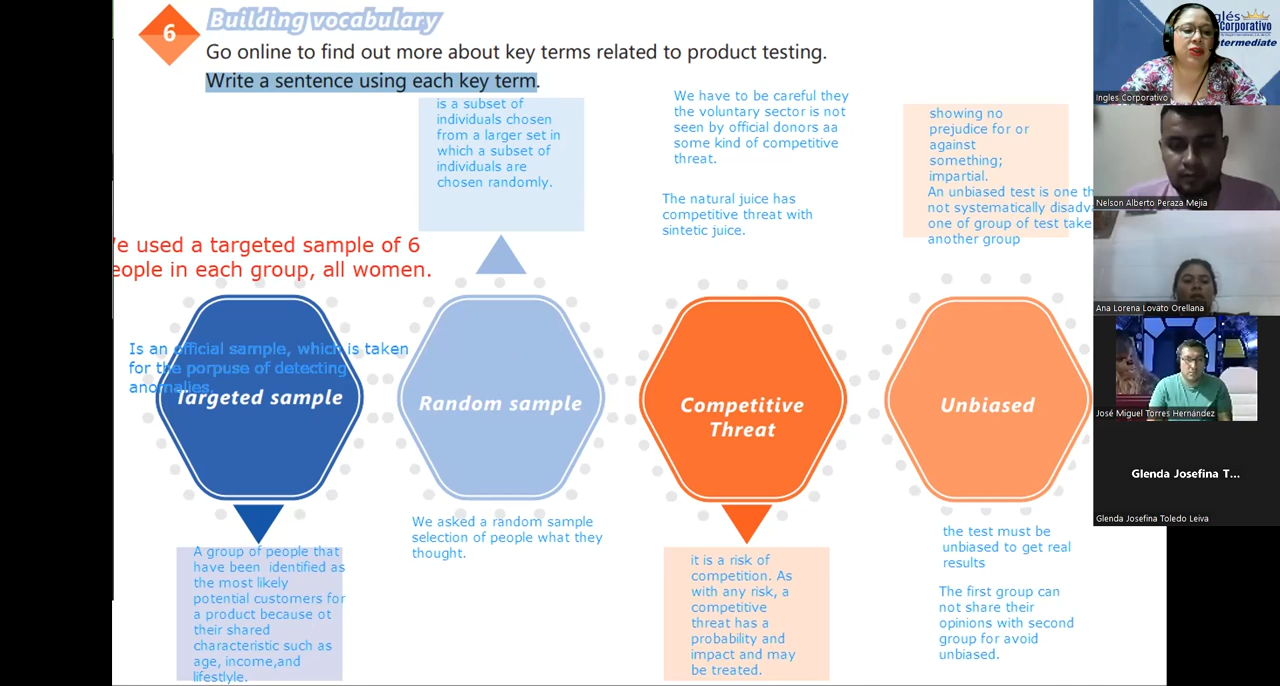 6
Building vocabulary
Go online to find out more about key terms related to product testing.
Write a sentence using each key term.
is a subset of
individuals chosen
from a larger set in
which a subset of
individuals are
chosen randomly.
We have to be careful they
the voluntary sector is not
seen by official donors aa
some kind of competitive
threat.
The natural juice has
competitive threat with
sintetic juice.
showing no
prejudice for or
against
something;
impartial.
An unbiased test is one
not systematically
one of group of test take
another group
used a targeted sample of 6
in each group, all women.
Is an official sample, which is taken
for the porpuse of detecting
anomalies.
Targeted sample
Random sample
Competitive
Threat
Unbiased
A group of people that
have been identified as
the most likely
potential customers for
a product because ot
their shared
characteristic such as
age, income,and
lifestlyle.
We asked a random sample
selection of people what they
thought.
it is a risk of
competition. As
with any risk, a
competitive
threat has a
probability and
impact and may
be treated.
the test must be
unbiased to get real
results
The first group can
not share their
opinions with second
group for avoid
unbiased.
Inglés Corporativo
Corporativo
Intermediate
Ingles Corporativo
Nelson Alberto Peraza Mejia
Ana Lorena Lovato Orellana
José Miguel Torres Hernández
Glenda Josefina T...
Glenda Josefina Toledo Leiva